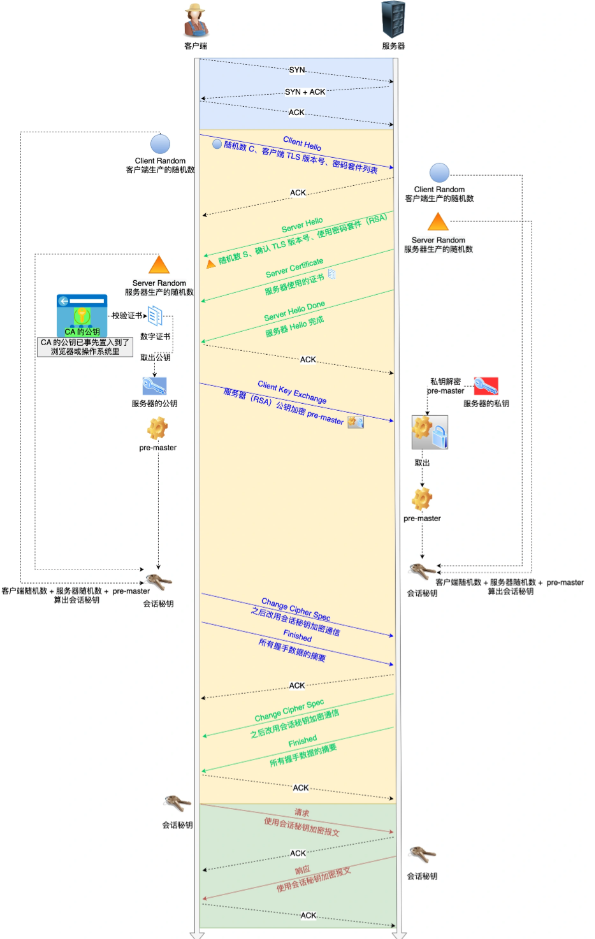 客户端
服务器
SYN
SYN + ACK
ACK
Client Hello
随机数 C、客户端 TLS 版本号、密码套件列表
Client Random
客户端生产的随机数
ACK
Client Random
客户端生产的随机数
Server Hello
随机数 S、确认 TLS 版本号、使用密码套件（RSA）
Server Random
服务器生产的随机数
Server Certificate
服务器使用的证书
Server Random
服务器生产的随机数
CA 的公钥
校验证书
数字证书
CA 的公钥已事先置入到了
浏览器或操作系统里
取出公钥
Server Hello Done
服务器 Hello 完成
ACK
服务器的公钥
Client Key Exchange
服务器（RSA）公钥加密 pre-master
私钥解密
pre-master
服务器的私钥
pre-master
取出
pre-master
会话秘钥
客户端随机数 + 服务器随机数 + pre-master
算出会话秘钥
会话秘钥
客户端随机数 + 服务器随机数 + pre-master
算出会话秘钥
Change Cipher Spec
之后改用会话秘钥加密通信
Finished
所有握手数据的摘要
ACK
Change Cipher Spec
之后改用会话秘钥加密通信
Finished
所有握手数据的摘要
ACK
会话秘钥
请求
使用会话秘钥加密报文
ACK
会话秘钥
响应
使用会话秘钥加密报文
ACK